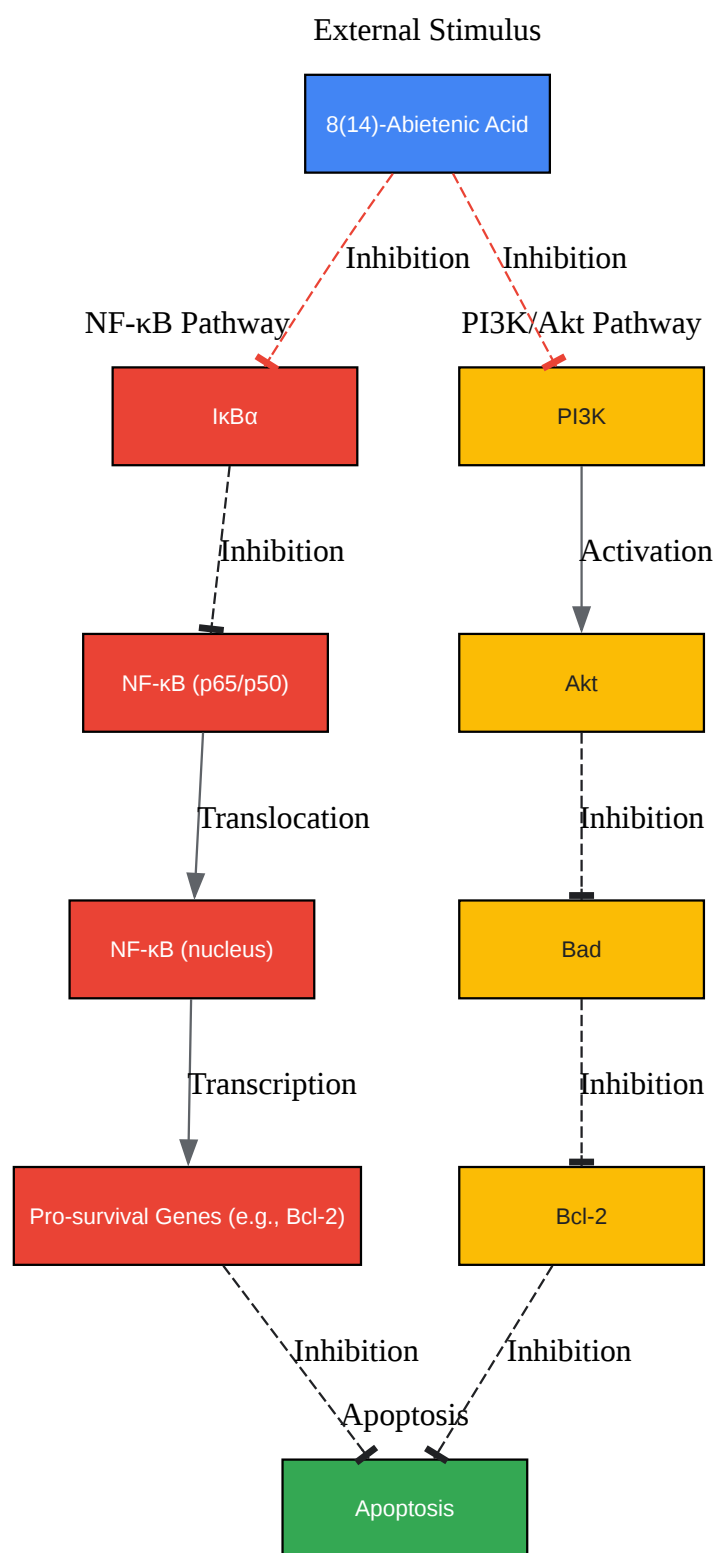 External Stimulus
8(14)-Abietenic Acid
Inhibition
Inhibition
NF-κB Pathway
PI3K/Akt Pathway
IκBα
PI3K
Inhibition
Activation
NF-κB (p65/p50)
Akt
Translocation
Inhibition
NF-κB (nucleus)
Bad
Transcription
Inhibition
Pro-survival Genes (e.g., Bcl-2)
Bcl-2
Inhibition
Inhibition
Apoptosis
Apoptosis